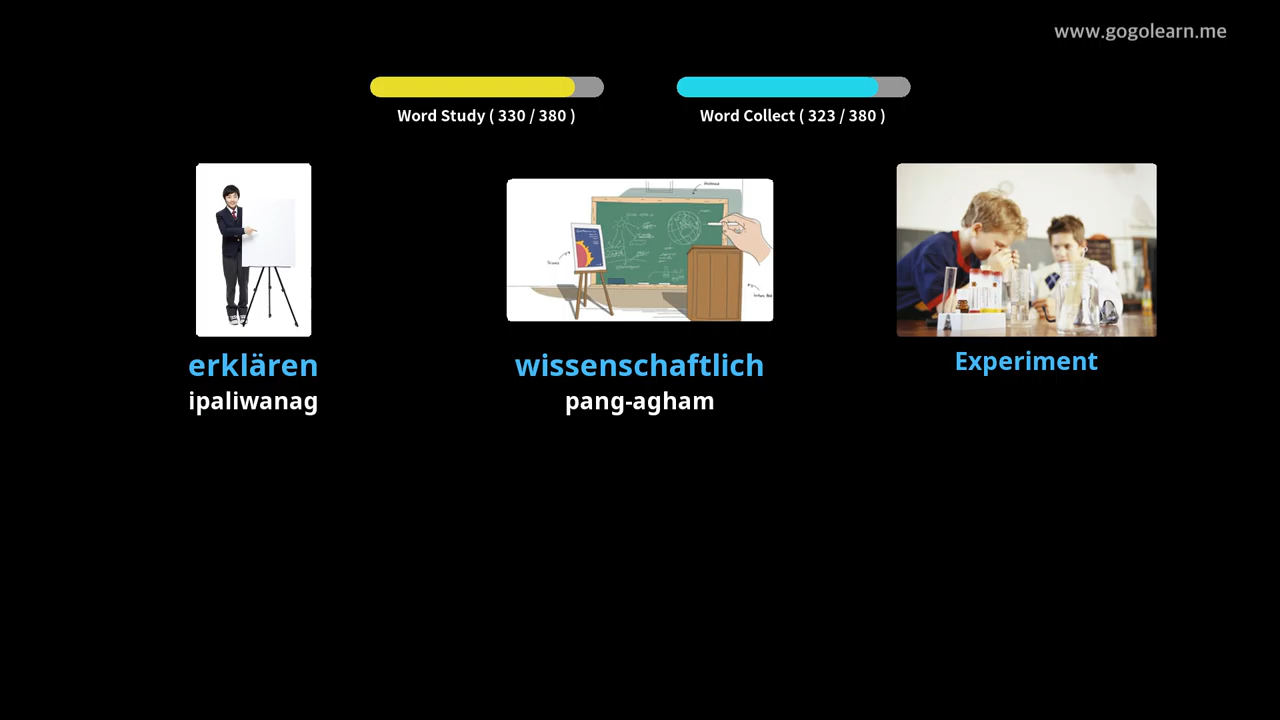 www.gogolearn.me
Word Study ( 330 / 380 )
Word Collect ( 323 / 380 )
erklären
wissenschaftlich
Experiment
ipaliwanag
pang-agham